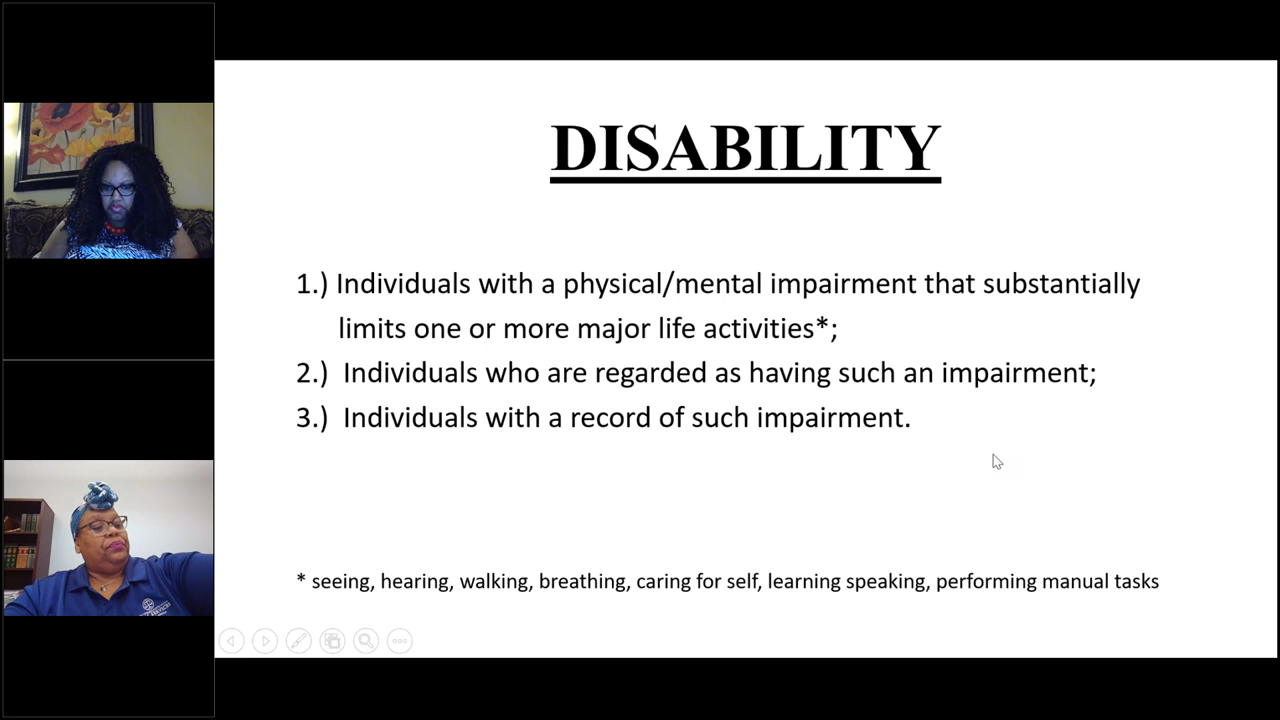 DISABILITY
1.) Individuals with a physical/mental impairment that substantially
limits one or more major life activities*;
2.) Individuals who are regarded as having such an impairment;
3.) Individuals with a record of such impairment.
* seeing, hearing, walking, breathing, caring for self, learning speaking, performing manual tasks